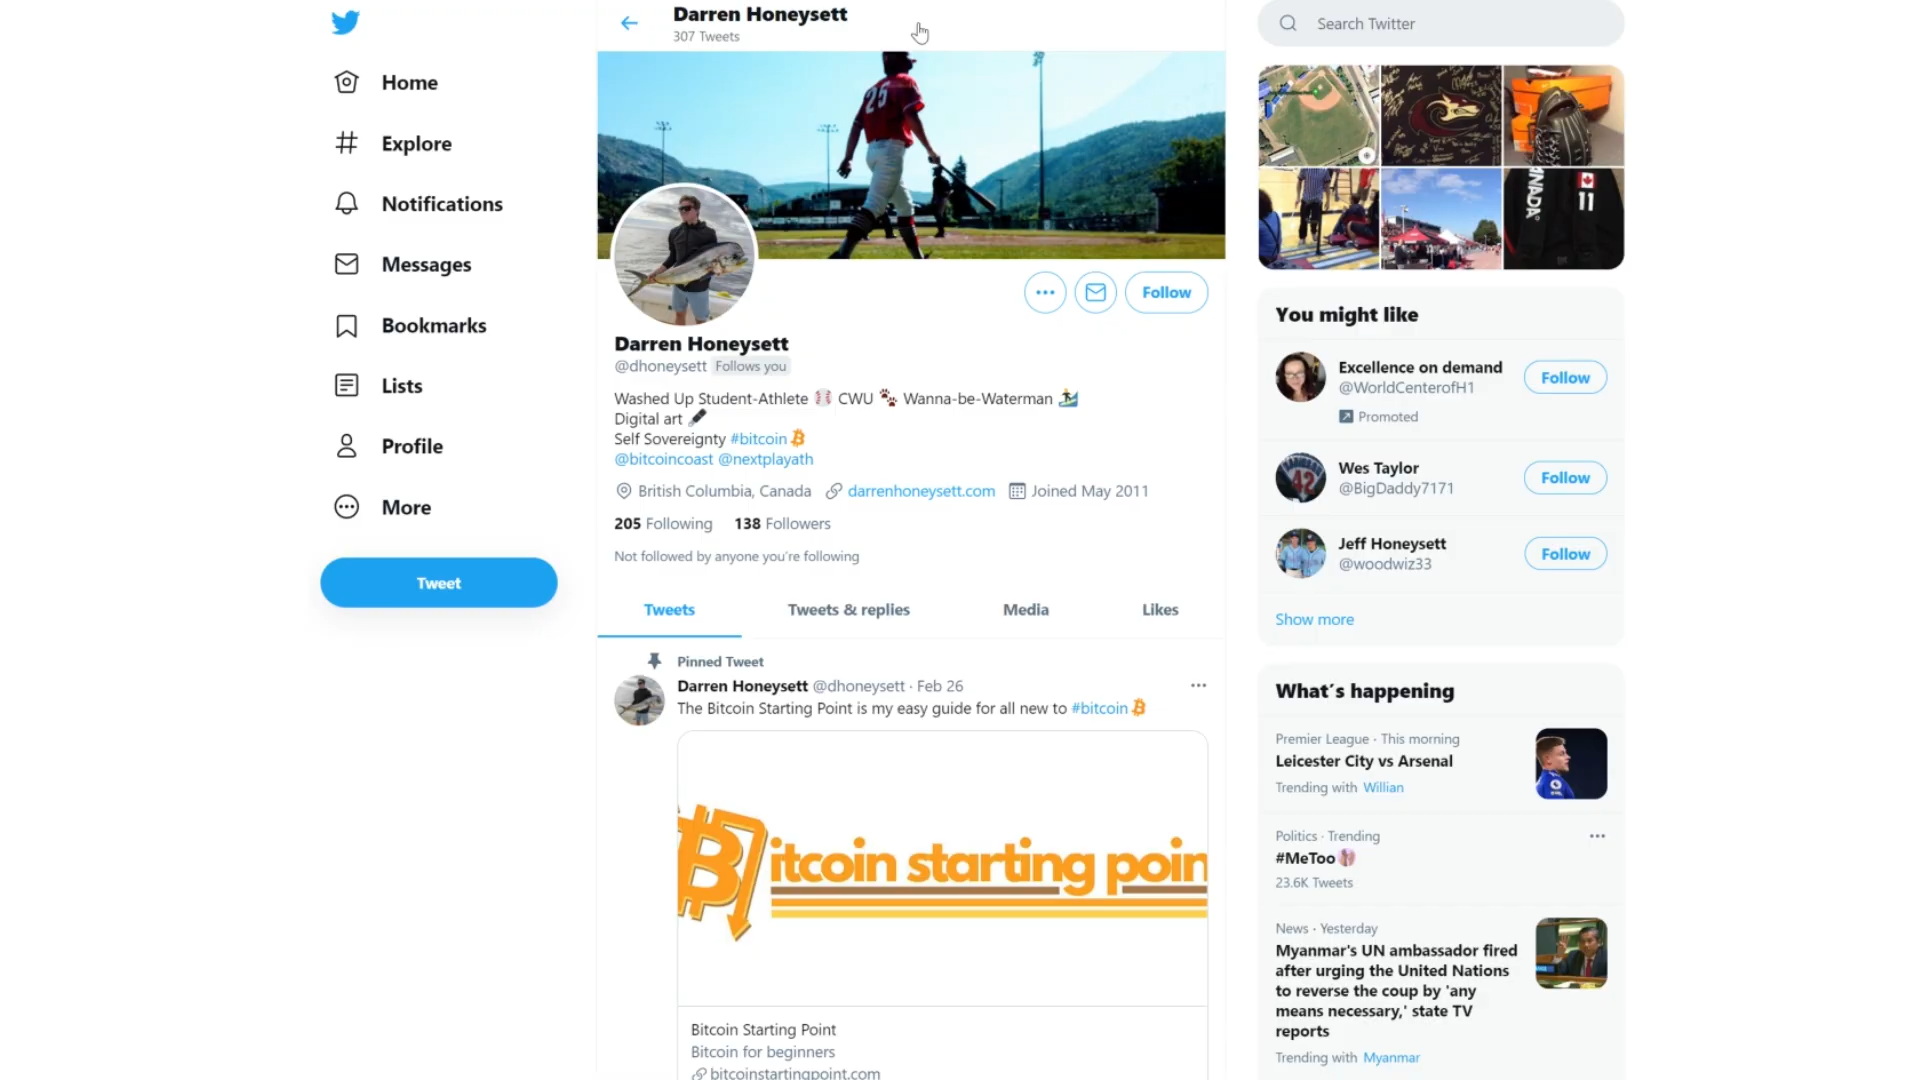 Darren Honeysett
307 Tweets
Search Twitter
Home
Explore
Notifications
Messages
Bookmarks
Lists
Profile
More
Tweet
25
NADA
11
Follow
Darren Honeysett
@dhoneysett Follows you
Washed Up Student-Athlete ⚾ CWU 🐾 Wanna-be-Waterman 🏄
Digital art
Self Sovereignty #bitcoin
@bitcoincoast @nextplayath
British Columbia, Canada darrenhoneysett.com Joined May 2011
205 Following 138 Followers
Not followed by anyone you're following
Tweets Tweets & replies Media Likes
Pinned Tweet
Darren Honeysett @dhoneysett · Feb 26
The Bitcoin Starting Point is my easy guide for all new to #bitcoin
Bitcoin starting poin
Bitcoin Starting Point
Bitcoin for beginners
bitcoinstartingpoint.com
You might like
Excellence on demand
@WorldCenterofH1
Follow
Promoted
Wes Taylor
@BigDaddy7171
Follow
42
Jeff Honeysett
@woodwiz33
Follow
Show more
What's happening
Premier League · This morning
Leicester City vs Arsenal
Trending with Willian
Politics · Trending
#MeToo
23.6K Tweets
News · Yesterday
Myanmar's UN ambassador fired
after urging the United Nations
to reverse the coup by 'any
means necessary,' state TV
reports
Trending with Myanmar